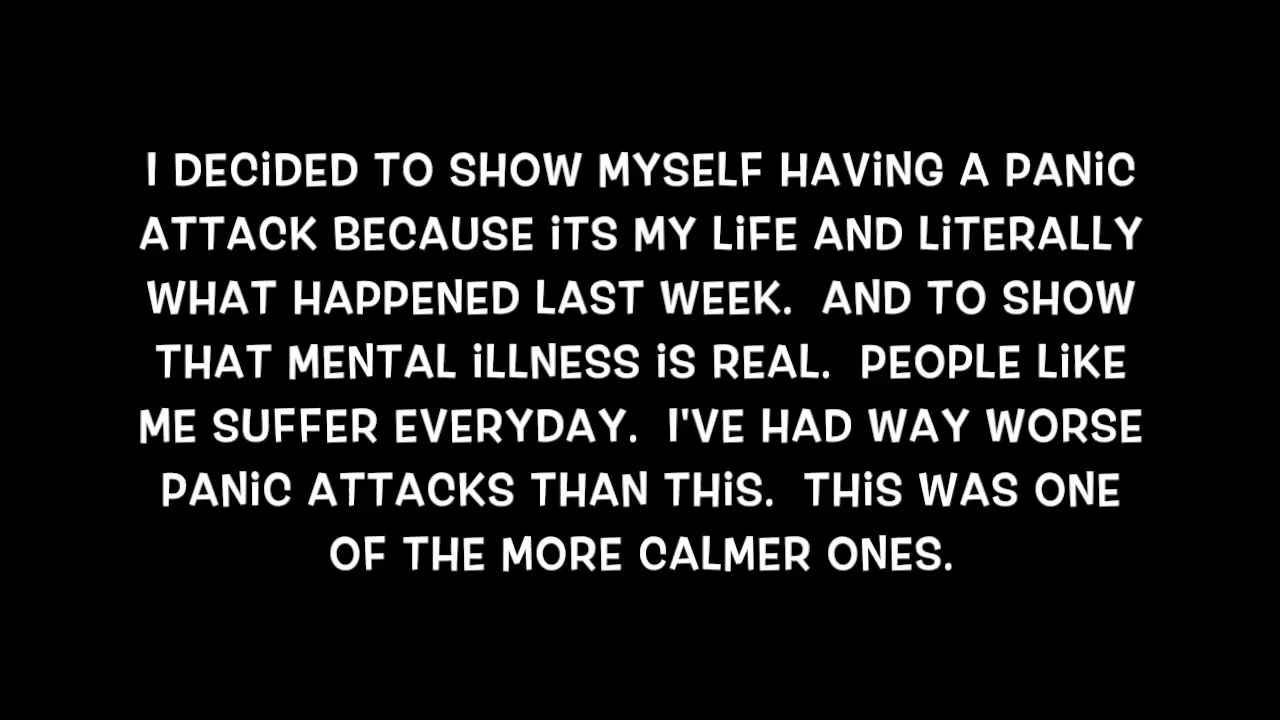 I DECiDED TO SHOW MYSELF HAViNG A PANiC
ATTACK BECAUSE iTS MY LiFE AND LiTERALLY
WHAT HAPPENED LAST WEEK.  AND TO SHOW
THAT MENTAL iLLNESS iS REAL.  PEOPLE LiKE
ME SUFFER EVERYDAY.  I'VE HAD WAY WORSE
PANiC ATTACKS THAN THiS.  THiS WAS ONE
OF THE MORE CALMER ONES.